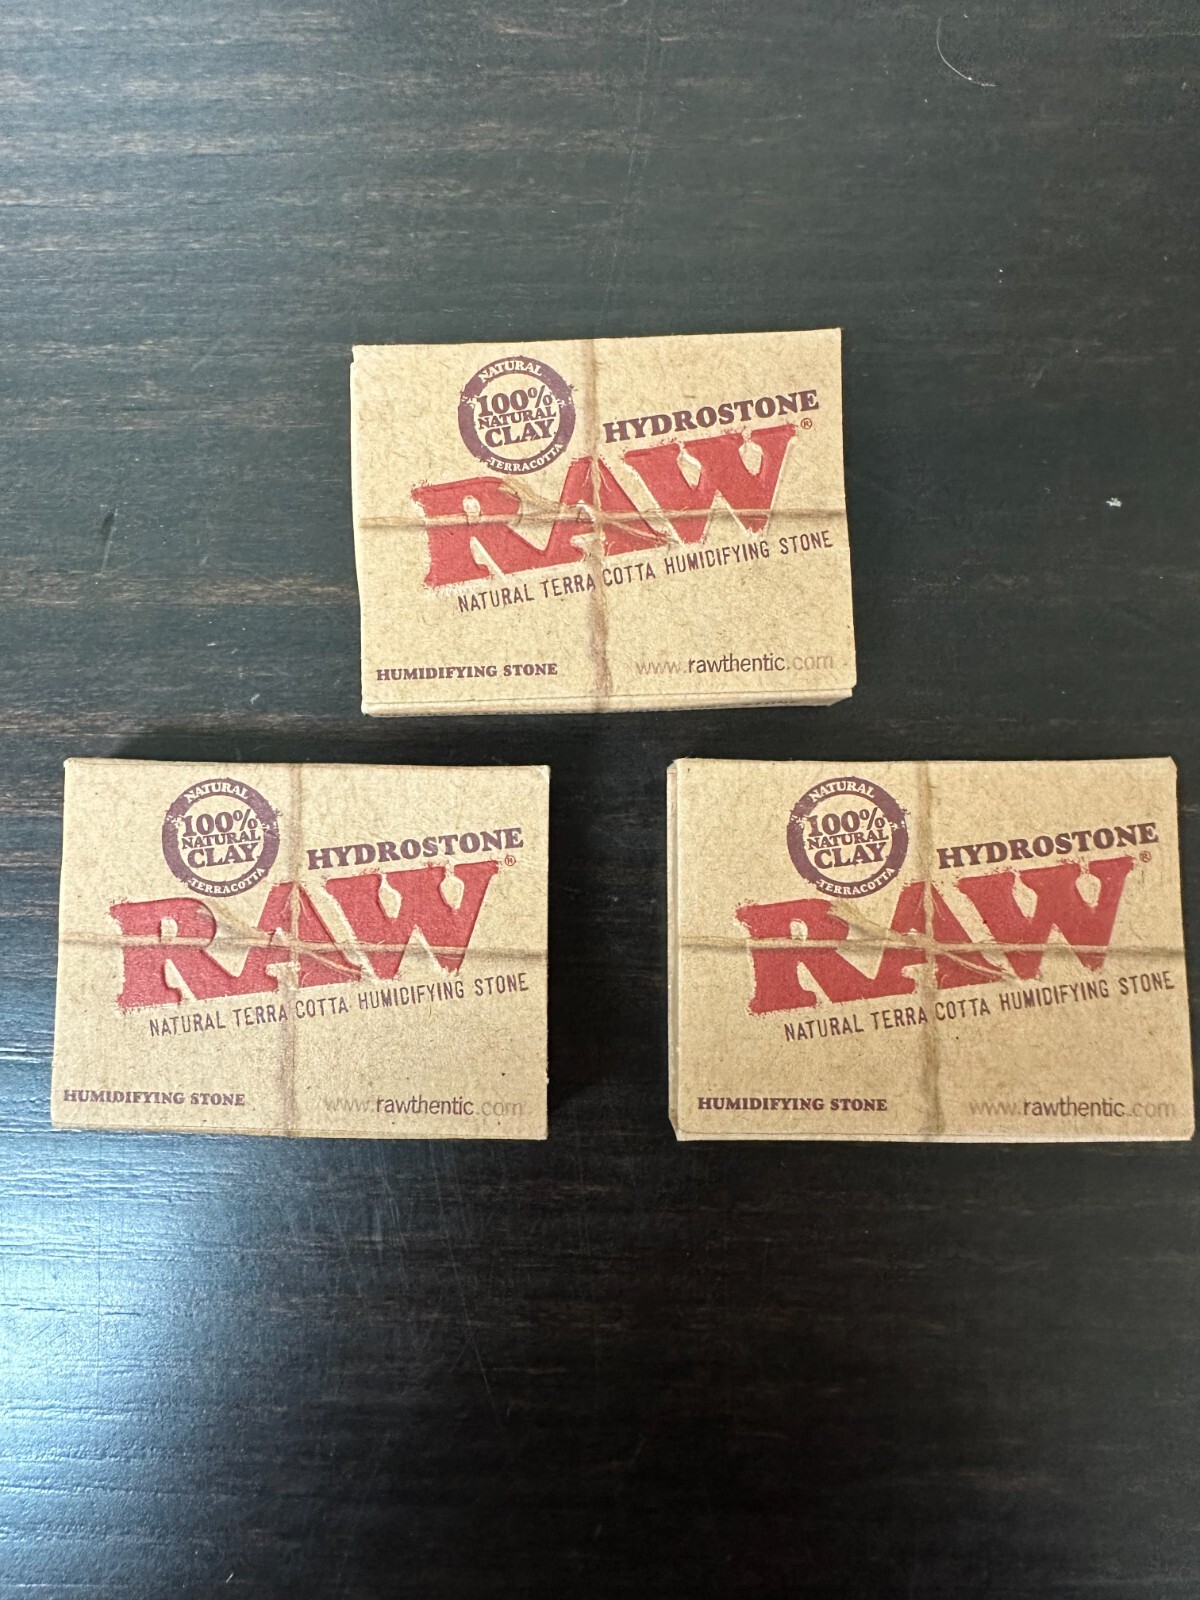 NATURAL
100%
NATURAL
CLAY
TERRACOTTA
HYDROSTONE
RAW®
NATURAL TERRA COTTA HUMIDIFYING STONE
HUMIDIFYING STONE
www.rawthentic.com
NATURAL
100%
NATURAL
CLAY
TERRACOTTA
HYDROSTONE
RAW®
NATURAL TERRA COTTA HUMIDIFYING STONE
HUMIDIFYING STONE
www.rawthentic.com
NATURAL
100%
NATURAL
CLAY
TERRACOTTA
HYDROSTONE
RAW®
NATURAL TERRA COTTA HUMIDIFYING STONE
HUMIDIFYING STONE
www.rawthentic.com